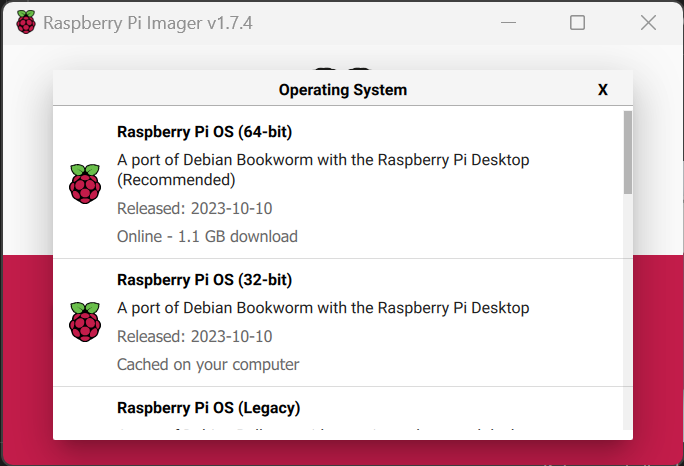 Raspberry Pi Imager v1.7.4
Operating System X
Raspberry Pi OS (64-bit)
A port of Debian Bookworm with the Raspberry Pi Desktop
(Recommended)
Released: 2023-10-10
Online - 1.1 GB download
Raspberry Pi OS (32-bit)
A port of Debian Bookworm with the Raspberry Pi Desktop
Released: 2023-10-10
Cached on your computer
Raspberry Pi OS (Legacy)